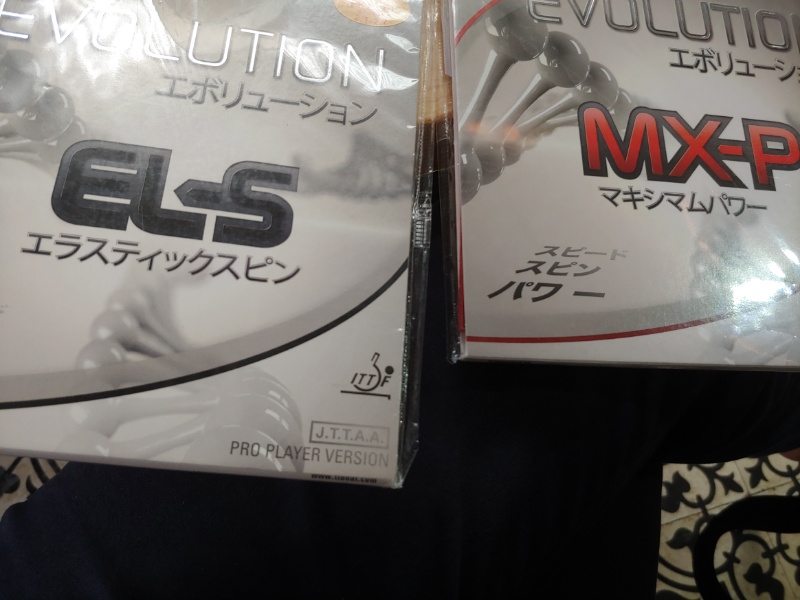 EVOLUTION
エボリューション
EL-S
エラスティックスピン
ITTF
J.T.T.A.A.
PRO PLAYER VERSION
EVOLUTIO
エボリューシ
MX-P
マキシマムパワー
スピード
スピン
パワー